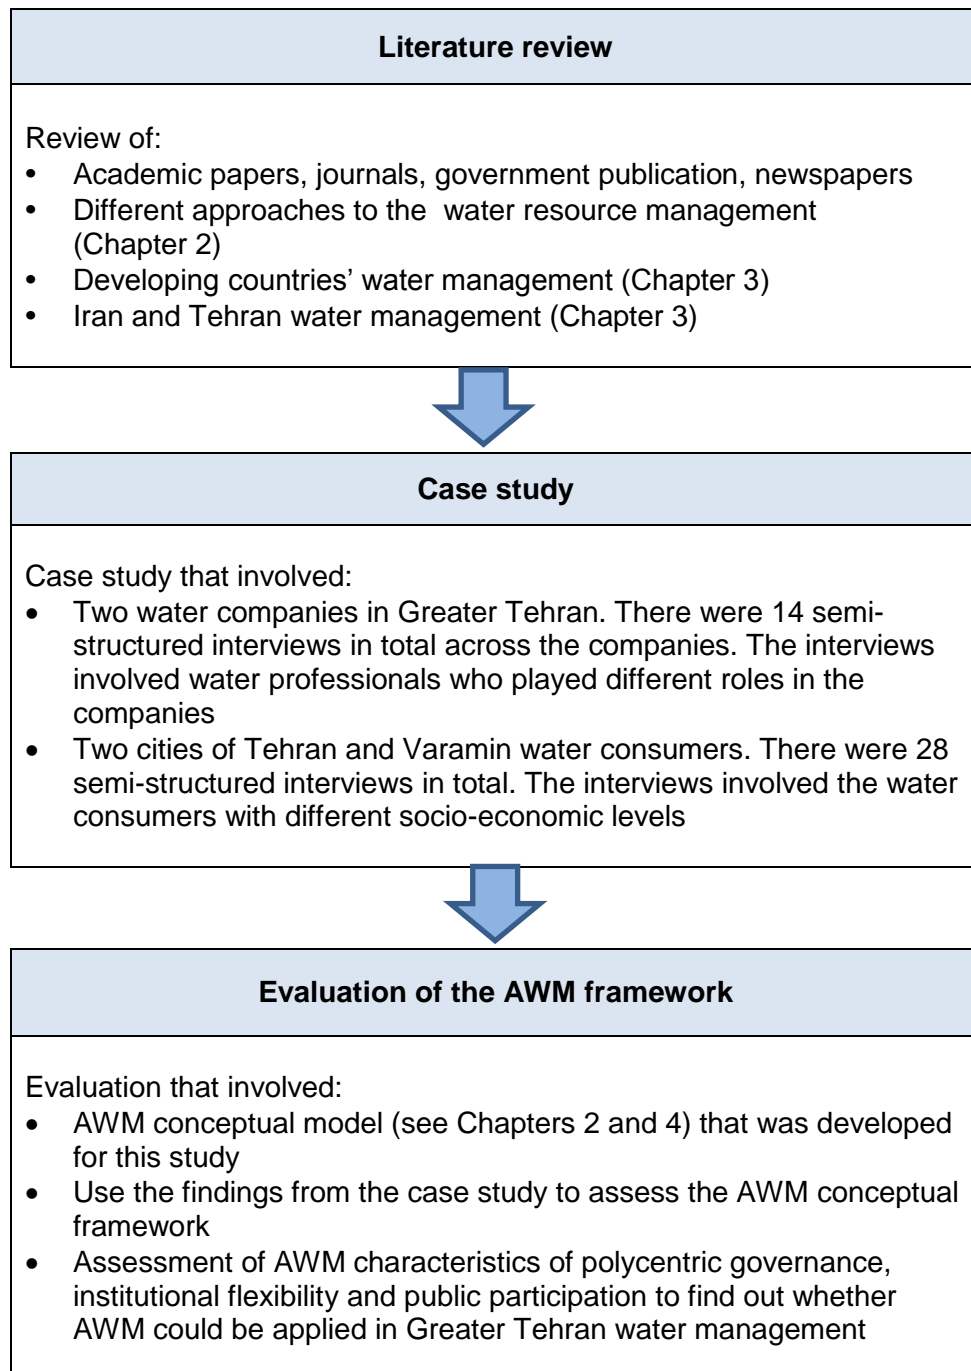 Literature review
Review of:
• Academic papers, journals, government publication, newspapers
• Different approaches to the water resource management
(Chapter 2)
• Developing countries' water management (Chapter 3)
• Iran and Tehran water management (Chapter 3)
Case study
Case study that involved:
• Two water companies in Greater Tehran. There were 14 semi-
structured interviews in total across the companies. The interviews
involved water professionals who played different roles in the
companies
• Two cities of Tehran and Varamin water consumers. There were 28
semi-structured interviews in total. The interviews involved the water
consumers with different socio-economic levels
Evaluation of the AWM framework
Evaluation that involved:
• AWM conceptual model (see Chapters 2 and 4) that was developed
for this study
• Use the findings from the case study to assess the AWM conceptual
framework
• Assessment of AWM characteristics of polycentric governance,
institutional flexibility and public participation to find out whether
AWM could be applied in Greater Tehran water management